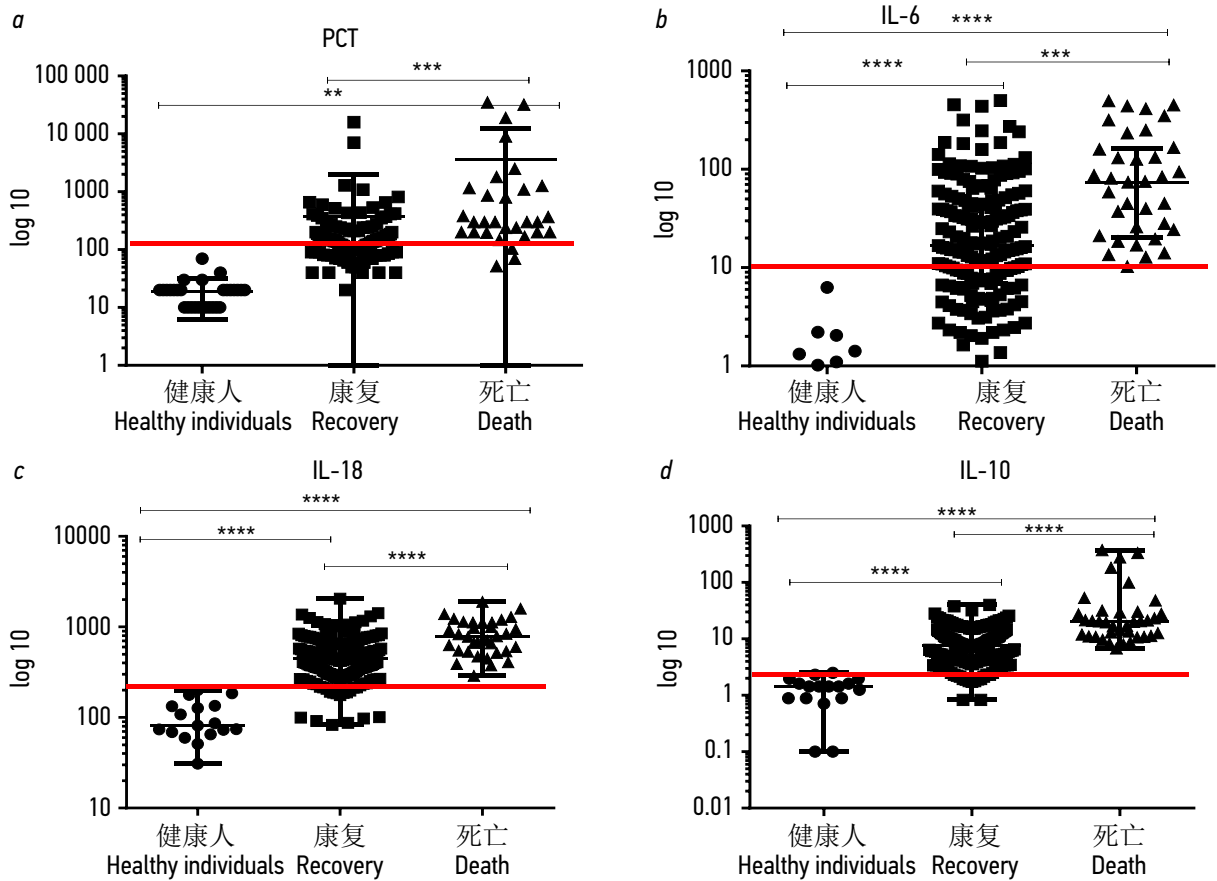 a
PCT
100 000
10 000
1000
100
10
1
log 10
***
**
健康人
Healthy individuals
康复
Recovery
死亡
Death
b
IL-6
****
****
***
1000
100
10
1
log 10
健康人
Healthy individuals
康复
Recovery
死亡
Death
c
IL-18
****
****
****
10000
1000
100
10
log 10
健康人
Healthy individuals
康复
Recovery
死亡
Death
d
IL-10
****
****
****
1000
100
10
1
0.1
0.01
log 10
健康人
Healthy individuals
康复
Recovery
死亡
Death